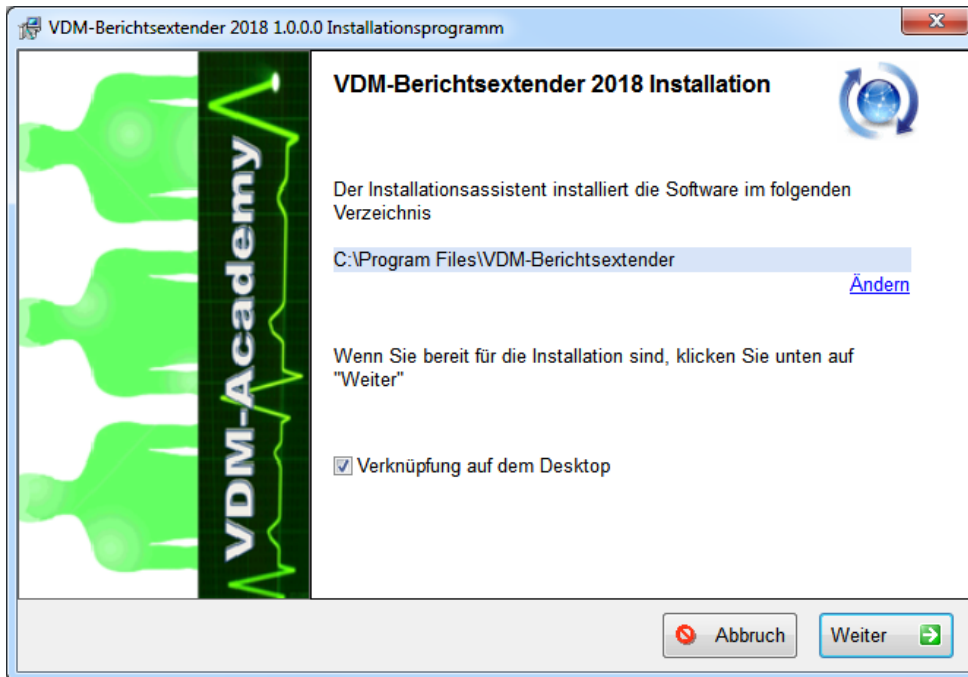 VDM-Berichtsextender 2018 1.0.0.0 Installationsprogramm
VDM-Academy
VDM-Berichtsextender 2018 Installation
Der Installationsassistent installiert die Software im folgenden
Verzeichnis
C:\Program Files\VDM-Berichtsextender
Ändern
Wenn Sie bereit für die Installation sind, klicken Sie unten auf
"Weiter"
Verknüpfung auf dem Desktop
Abbruch
Weiter